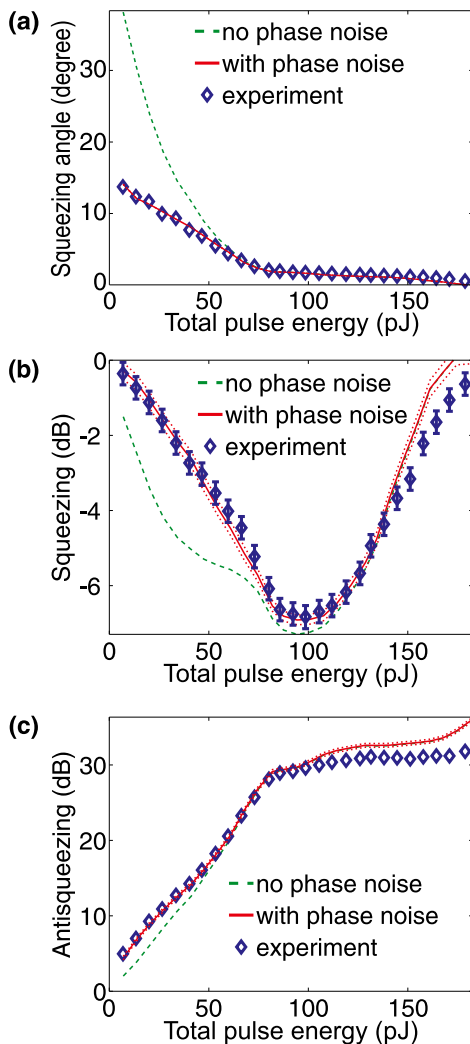 (a)
no phase noise
with phase noise
experiment
Squeezing angle (degree)
30
20
10
0
0 50 100 150
Total pulse energy (pJ)
(b)
no phase noise
with phase noise
experiment
Squeezing (dB)
0
-2
-4
-6
0 50 100 150
Total pulse energy (pJ)
(c)
Antisqueezing (dB)
30
20
10
0
no phase noise
with phase noise
experiment
0 50 100 150
Total pulse energy (pJ)